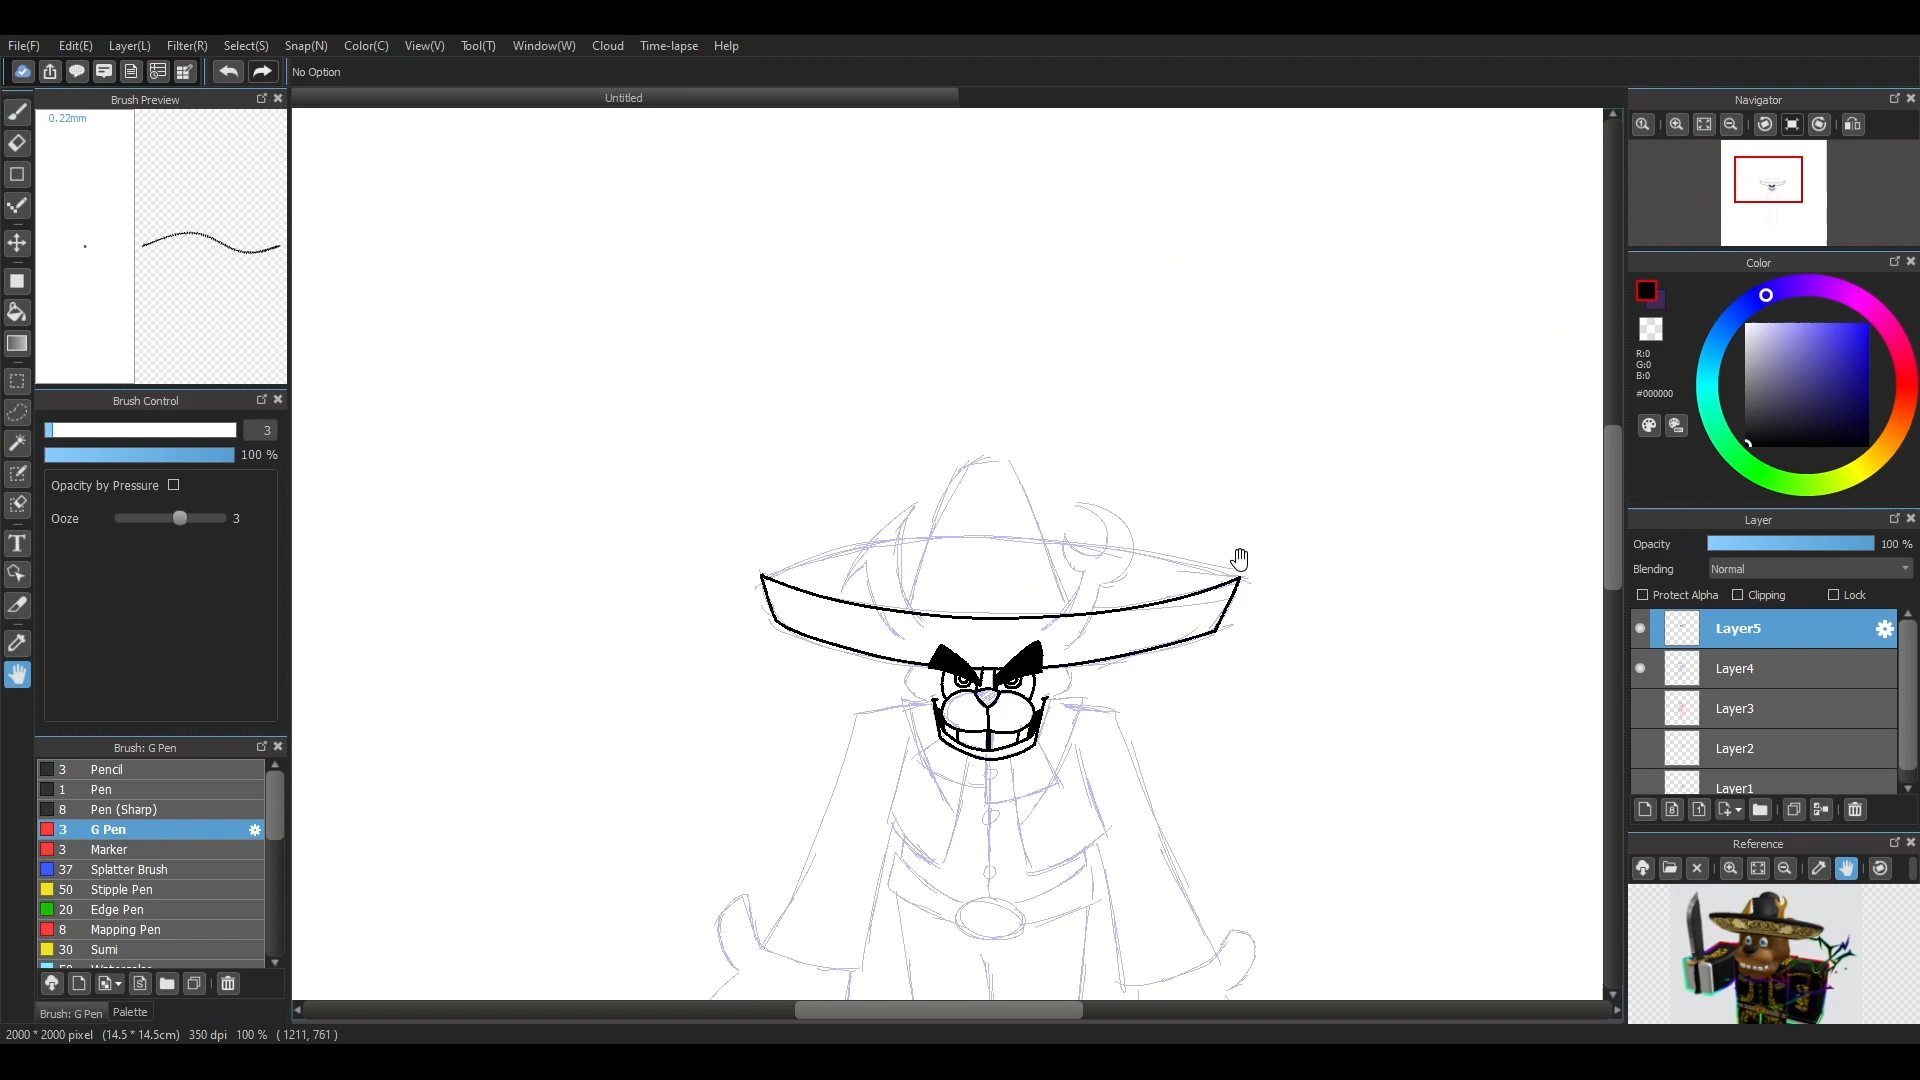 File(F) Edit(E) Layer(L) Filter(R) Select(S) Snap(N) Color(C) View(V) Tool(T) Window(W) Cloud Time-lapse Help
No Option
Brush Preview
Untitled
Navigator
0.22mm
Color
R:0
G:0
B:0
#000000
Brush Control
3
100 %
Opacity by Pressure
Ooze 3
Layer
Opacity 100 %
Blending Normal
Protect Alpha Clipping Lock
Layer5
Layer4
Layer3
Layer2
Layer1
Brush: G Pen
3 Pencil
1 Pen
8 Pen (Sharp)
3 G Pen
3 Marker
37 Splatter Brush
50 Stipple Pen
20 Edge Pen
8 Mapping Pen
30 Sumi
Reference
Brush: G Pen Palette
2000 * 2000 pixel (14.5 * 14.5cm) 350 dpi 100 % ( 1211, 761 )